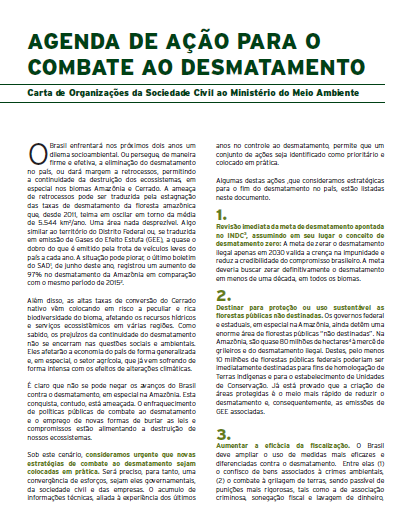 AGENDA DE AÇÃO PARA O
COMBATE AO DESMATAMENTO
Carta de Organizações da Sociedade Civil ao Ministério do Meio Ambiente
O Brasil enfrentará nos próximos dois anos um
dilema socioambiental. Ou persegue, de maneira
firme e efetiva, a eliminação do desmatamento
no país, ou dará margem a retrocessos, permitindo
a continuidade da destruição dos ecossistemas, em
especial nos biomas Amazônia e Cerrado. A ameaça
de retrocessos pode ser traduzida pela estagnação
das taxas de desmatamento da floresta amazônica
que, desde 2011, teima em oscilar em torno da média
de 5.544 km²/ano. Uma área nada desprezível. Algo
similar ao território do Distrito Federal ou, se traduzida
em emissão de Gases do Efeito Estufa (GEE), a quase o
dobro do que é emitido pela frota de veículos leves do
país a cada ano. A situação pode piorar, o último boletim
do SAD¹, de junho deste ano, registrou um aumento de
97% no desmatamento da Amazônia em comparação
com o mesmo período de 2015².
Além disso, as altas taxas de conversão do Cerrado
nativo vêm colocando em risco a peculiar e rica
biodiversidade do bioma, afetando os recursos hídricos
e serviços ecossistêmicos em várias regiões. Como
sabido, os prejuízos da continuidade do desmatamento
não se encerram nas questões sociais e ambientais.
Eles afetarão a economia do país de forma generalizada
e, em especial, o setor agrícola, que já vem sofrendo de
forma intensa com os efeitos de alterações climáticas.
É claro que não se pode negar os avanços do Brasil
contra o desmatamento, em especial na Amazônia. Esta
conquista, contudo, está ameaçada. O enfraquecimento
de políticas públicas de combate ao desmatamento
e o emprego de novas formas de burlar as leis e
compromissos estão alimentando a destruição de
nossos ecossistemas.
Sob este cenário, consideramos urgente que novas
estratégias de combate ao desmatamento sejam
colocadas em prática. Será preciso, para tanto, uma
convergência de esforços, sejam eles governamentais,
da sociedade civil e das empresas. O acumulo de
informações técnicas, aliada à experiência dos últimos
anos no controle ao desmatamento, permite que um
conjunto de ações seja identificado como prioritário e
colocado em prática.
Algumas destas ações ,que consideramos estratégicas
para o fim do desmatamento no país, estão listadas
neste documento.
1.
Revisão imediata da meta de desmatamento apontada
no INDC³, assumindo em seu lugar o conceito de
desmatamento zero: A meta de zerar o desmatamento
ilegal apenas em 2030 valida a crença na impunidade e
reduz a credibilidade do compromisso brasileiro. A meta
deveria buscar zerar definitivamente o desmatamento
em menos de uma década, em todos os biomas.
2.
Destinar para proteção ou uso sustentável as
florestas públicas não destinadas. Os governos federal
e estaduais, em especial na Amazônia, ainda detêm uma
enorme área de florestas públicas "não destinadas". Na
Amazônia, são quase 80 milhões de hectares⁴ à mercê de
grileiros e do desmatamento ilegal. Destes, pelo menos
10 milhões de florestas públicas federais poderiam ser
imediatamente destinadas para fins de homologação de
Terras Indígenas e para o estabelecimento de Unidades
de Conservação. Já está provado que a criação de
áreas protegidas é o meio mais rápido de reduzir o
desmatamento e, consequentemente, as emissões de
GEE associadas.
3.
Aumentar a eficácia da fiscalização. O Brasil
deve ampliar o uso de medidas mais eficazes e
diferenciadas contra o desmatamento. Entre elas (1)
o confisco de bens associados à crimes ambientais,
(2) o combate à grilagem de terras, sendo passível de
punições mais rigorosas, tais como a de associação
criminosa, sonegação fiscal e lavagem de dinheiro,